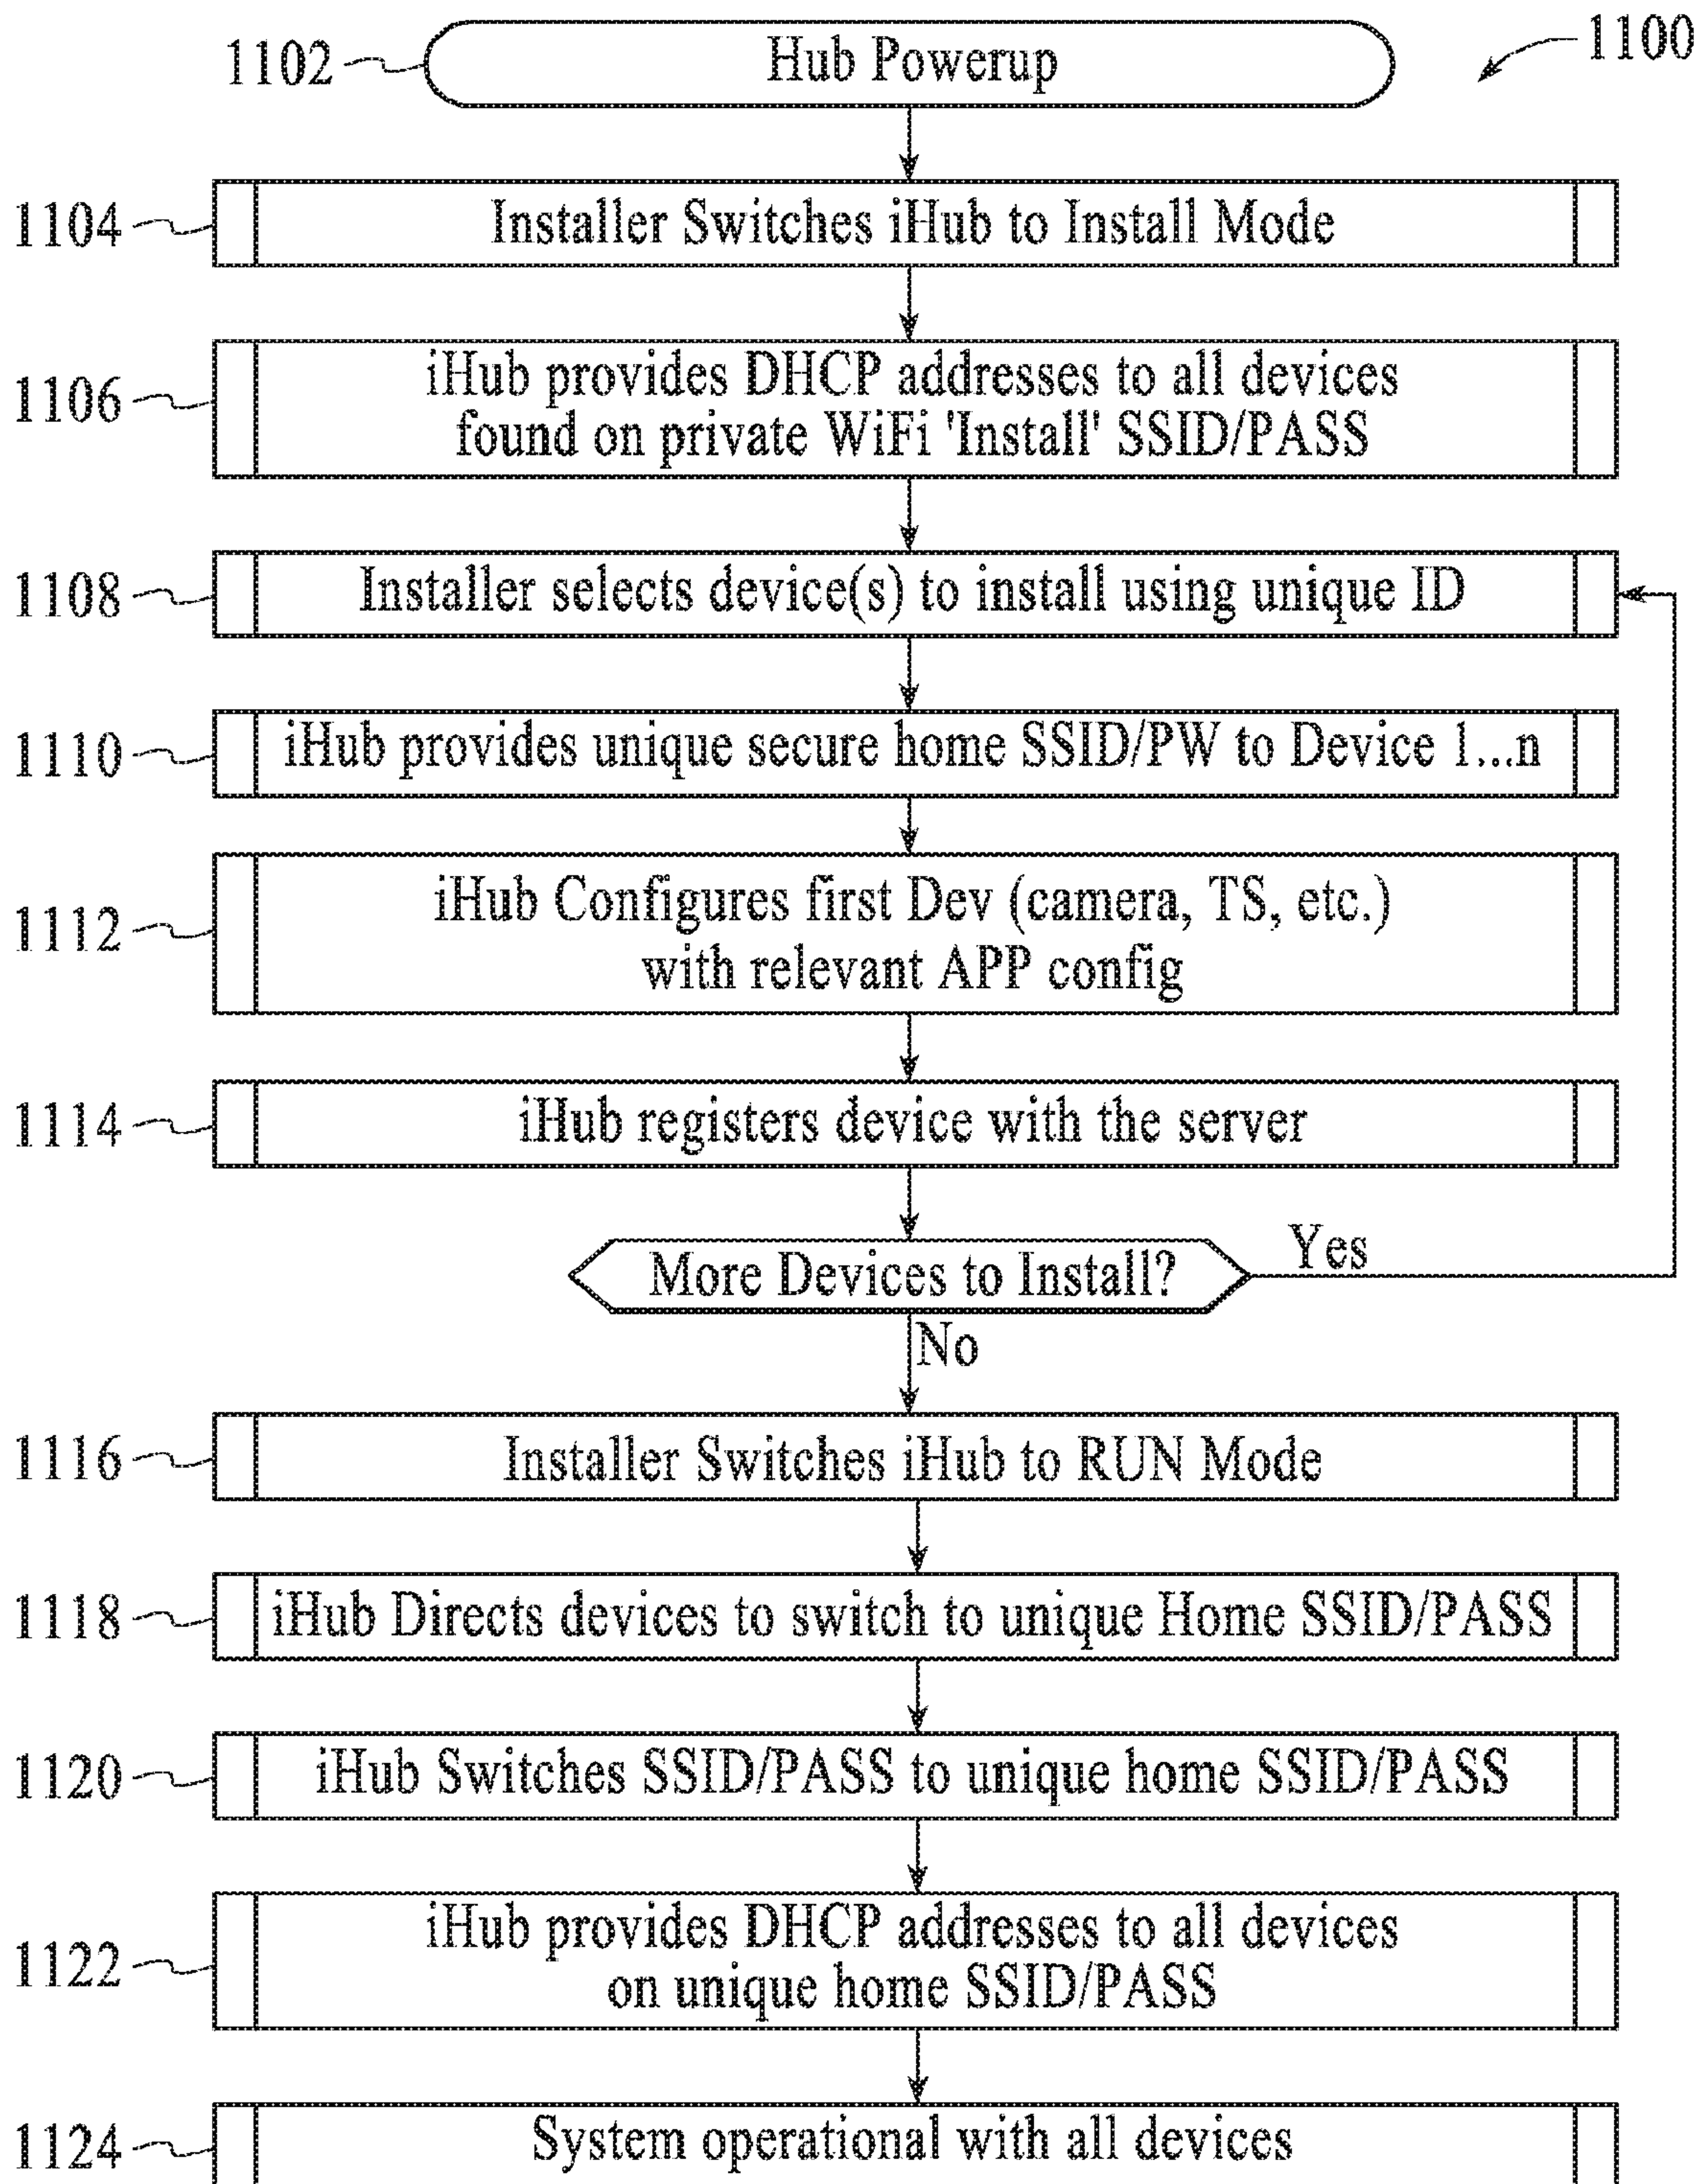 1100
1102
Hub Powerup
1104
Installer Switches iHub to Install Mode
1106
iHub provides DHCP addresses to all devices
found on private WiFi 'Install' SSID/PASS
1108
Installer selects device(s) to install using unique ID
1110
iHub provides unique secure home SSID/PW to Device 1...n
1112
iHub Configures first Dev (camera, TS, etc.)
with relevant APP config
1114
iHub registers device with the server
More Devices to Install?
Yes
No
1116
Installer Switches iHub to RUN Mode
1118
iHub Directs devices to switch to unique Home SSID/PASS
1120
iHub Switches SSID/PASS to unique home SSID/PASS
1122
iHub provides DHCP addresses to all devices
on unique home SSID/PASS
1124
System operational with all devices